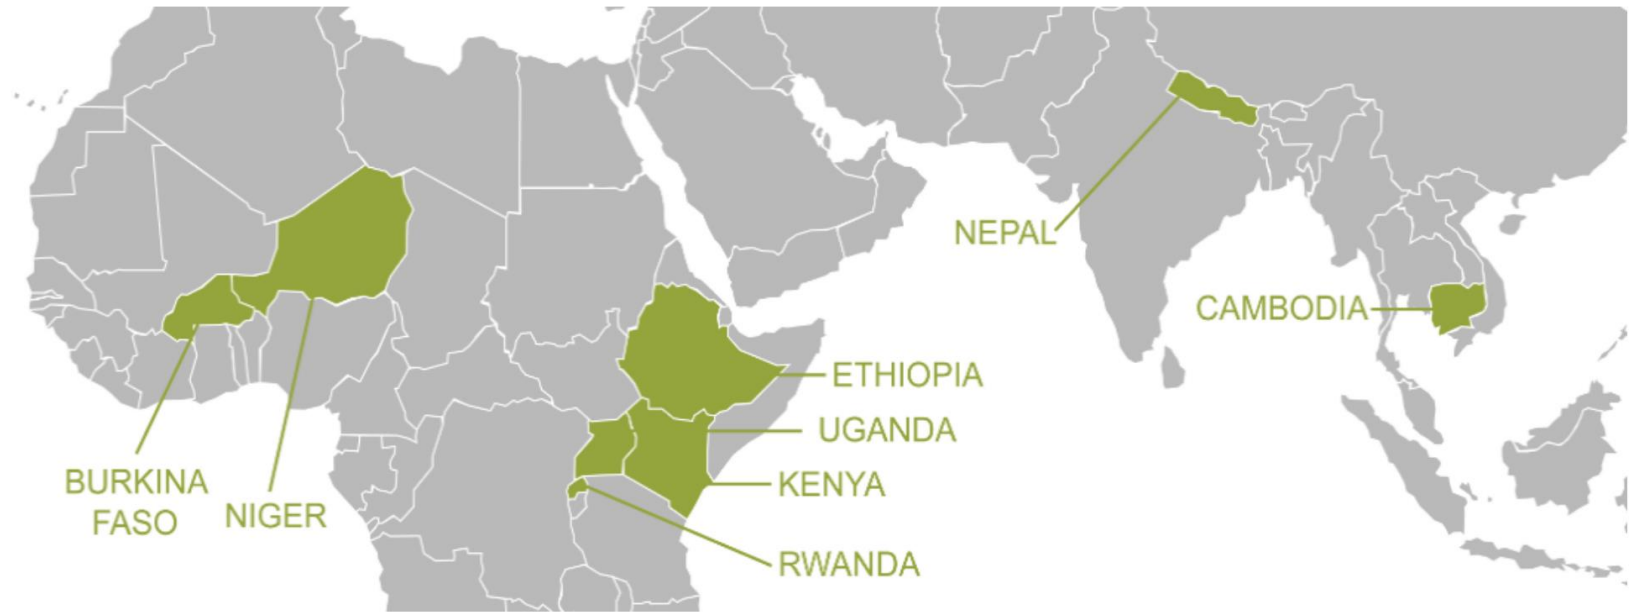 NEPAL
CAMBODIA
ETHIOPIA
UGANDA
BURKINA
FASO
NIGER
KENYA
RWANDA